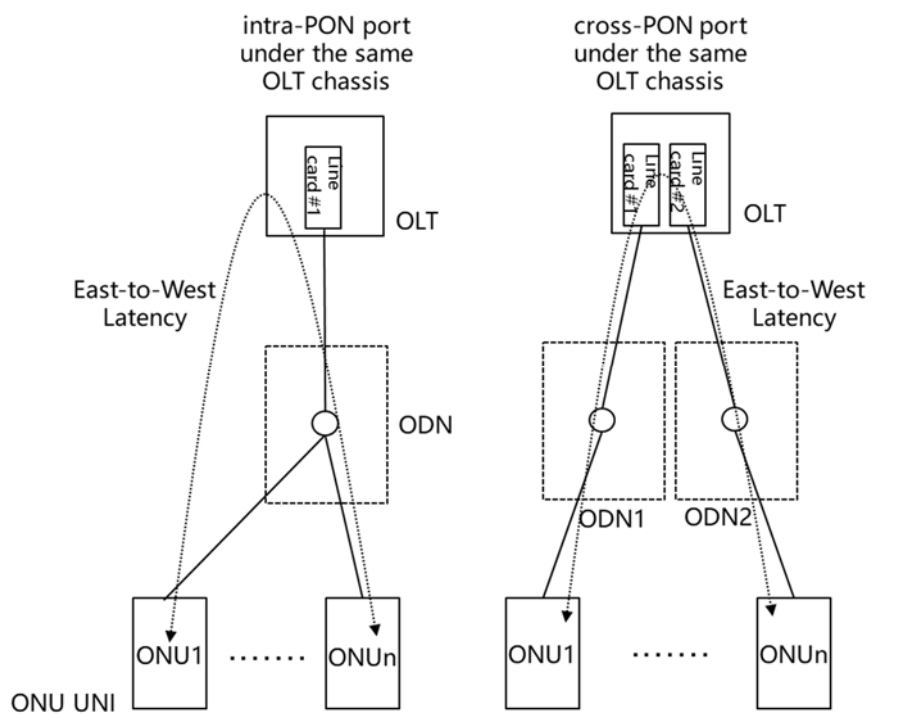 intra-PON port
under the same
OLT chassis
Line
card #1
OLT
East-to-West
Latency
ODN
ONU1
.......
ONUn
ONU UNI
cross-PON port
under the same
OLT chassis
Line
card #1
Line
card #2
OLT
East-to-West
Latency
ODN1
ODN2
ONU1
.......
ONUn